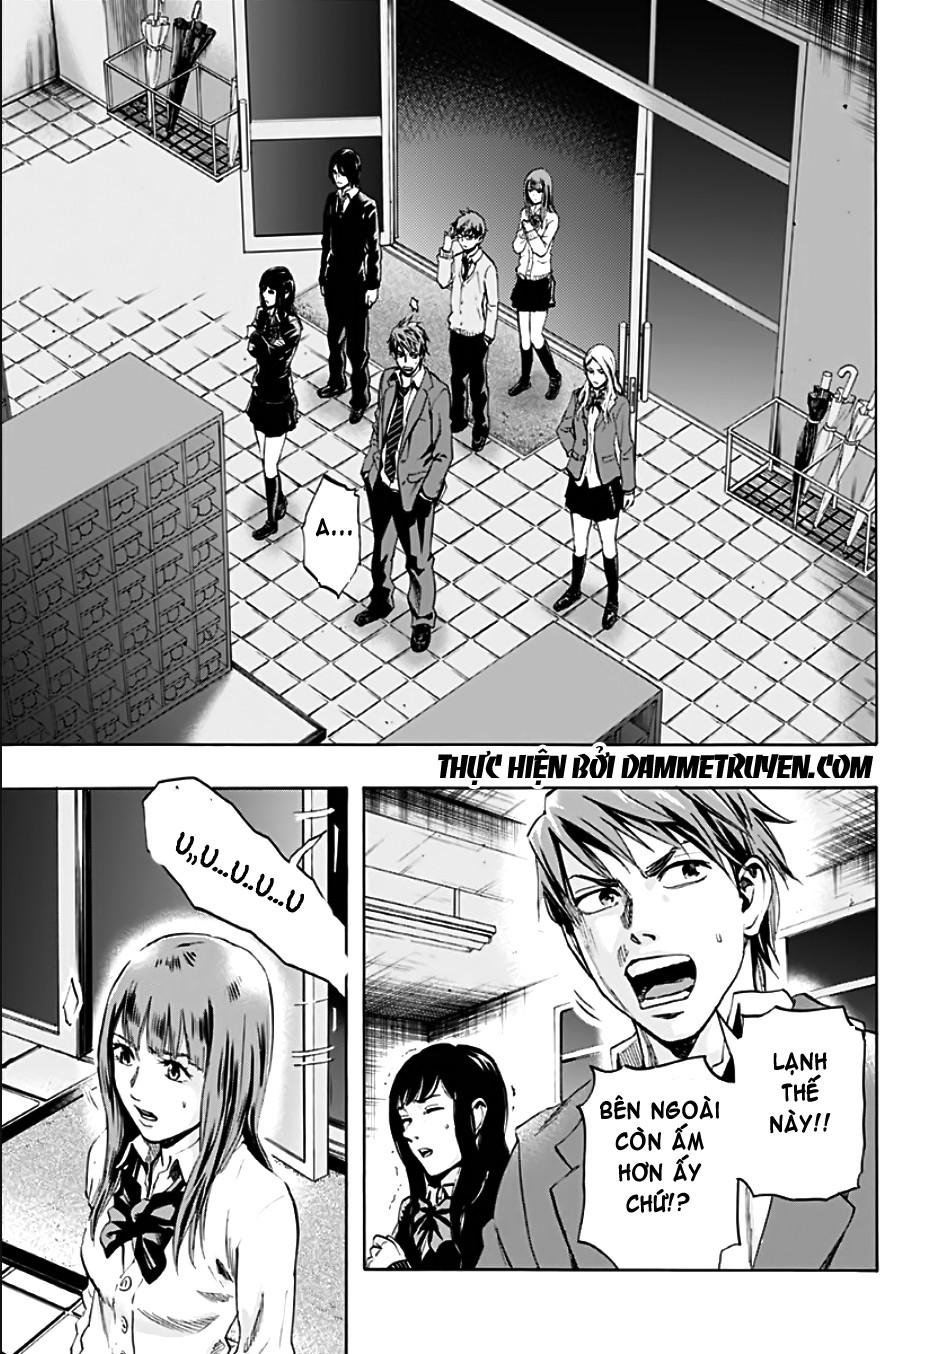 A...
THỰC HIỆN BỞI DAMMETRUYEN.COM
LẠNH
THẾ
NÀY!!
BÊN NGOÀI
CÒN ẤM
HƠN ẤY
CHỨ!?
U,,U...U..U...U